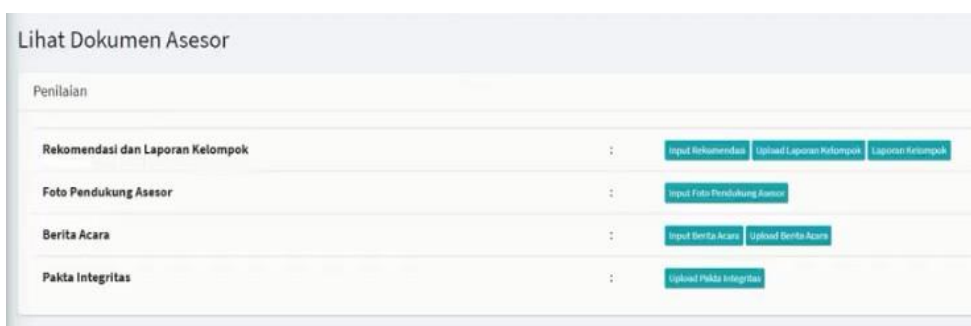 Lihat Dokumen Asesor
Penilaian
Rekomendasi dan Laporan Kelompok : Input Rekomendasi Upload Laporan Kelompok Laporan Kelompok
Foto Pendukung Asesor : Input Foto Pendukung Asesor
Berita Acara : Input Berita Acara Upload Berita Acara
Pakta Integritas : Upload Pakta Integritas